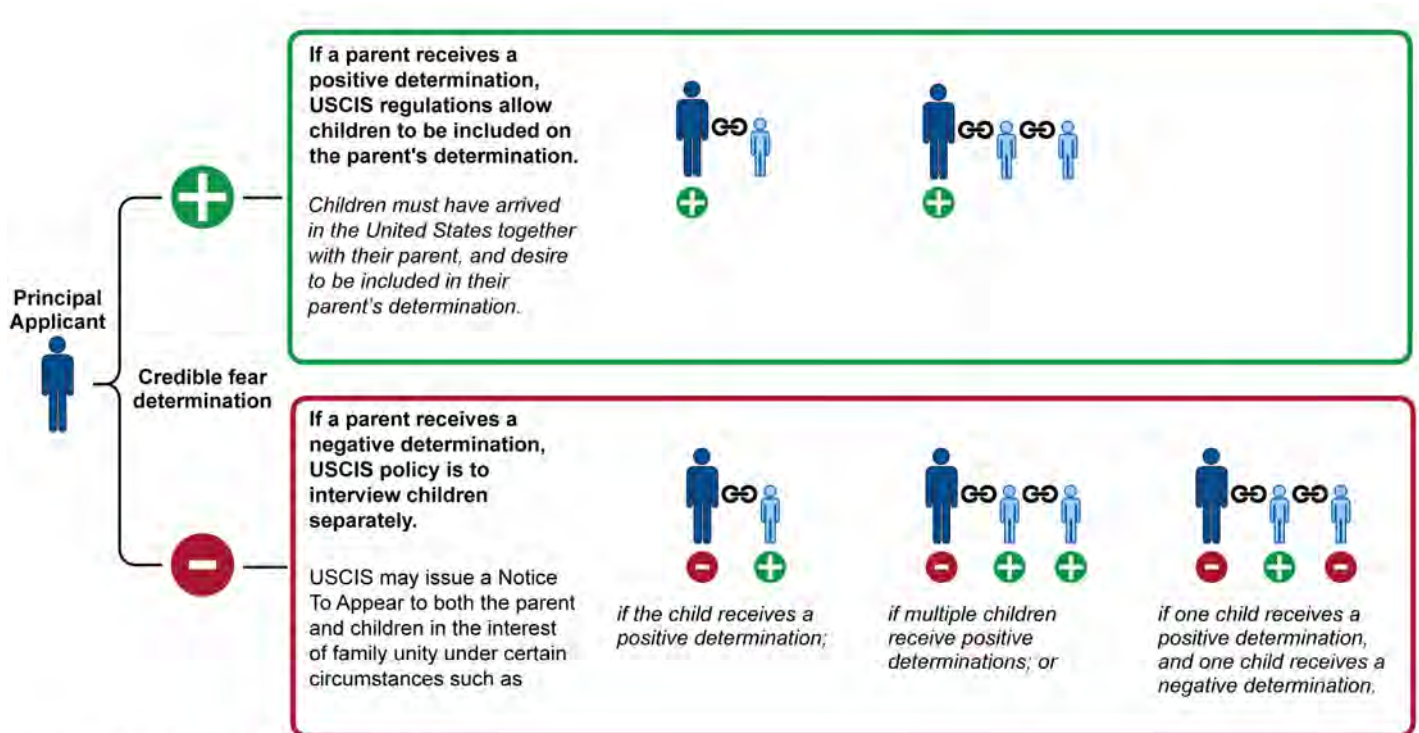 If a parent receives a
positive determination,
USCIS regulations allow
children to be included on
the parent's determination.
Children must have arrived
in the United States together
with their parent, and desire
to be included in their
parent's determination.
Principal
Applicant
Credible fear
determination
If a parent receives a
negative determination,
USCIS policy is to
interview children
separately.
USCIS may issue a Notice
To Appear to both the parent
and children in the interest
of family unity under certain
circumstances such as
if the child receives a
positive determination;
if multiple children
receive positive
determinations; or
if one child receives a
positive determination,
and one child receives a
negative determination.